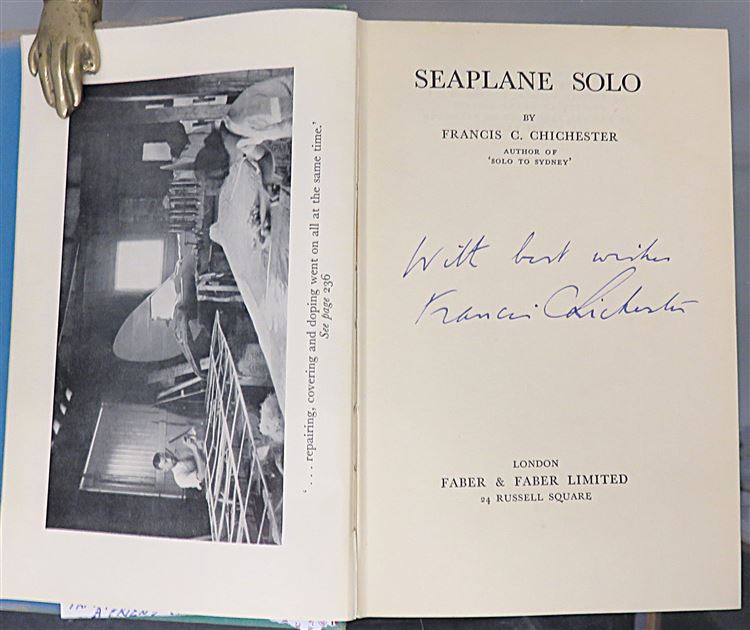 '. . . repairing, covering and doping went on all at the same time.'
See page 236
SEAPLANE SOLO
BY
FRANCIS C. CHICHESTER
AUTHOR OF
'SOLO TO SYDNEY'
With best wishes
Francis Chichester
LONDON
FABER & FABER LIMITED
24 RUSSELL SQUARE
A FRIEND